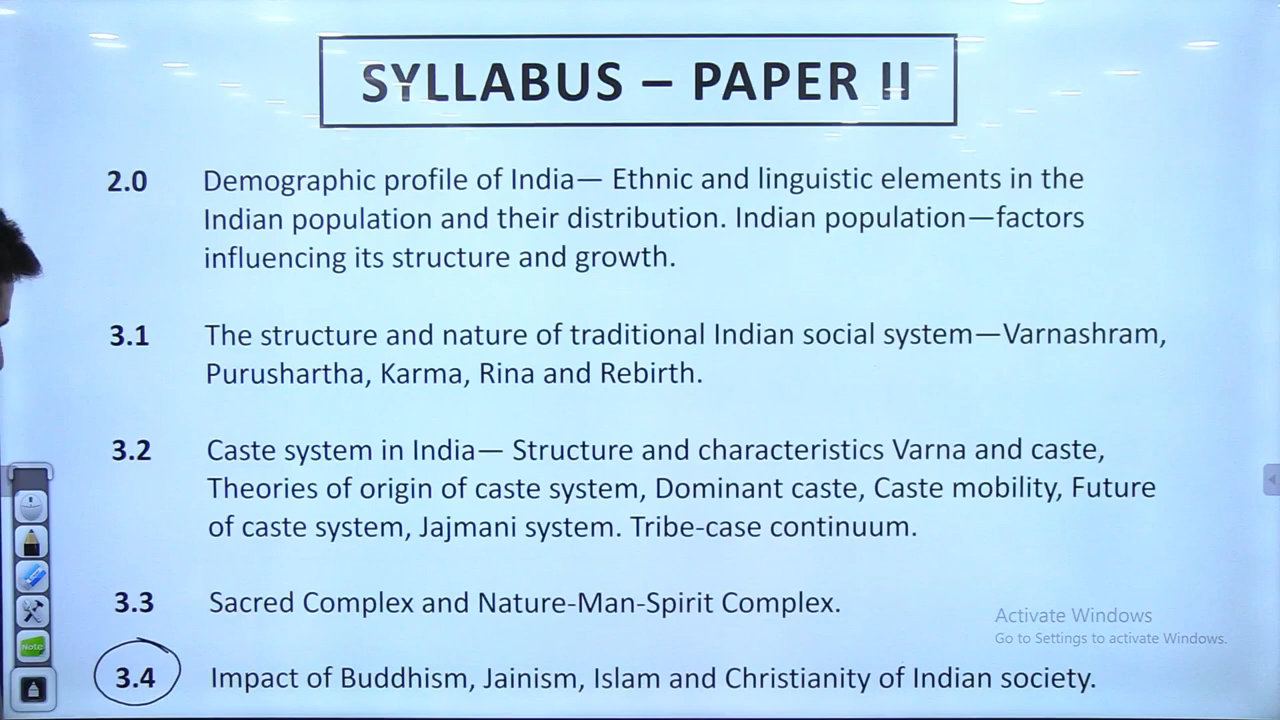 SYLLABUS – PAPER II
2.0 Demographic profile of India— Ethnic and linguistic elements in the
Indian population and their distribution. Indian population—factors
influencing its structure and growth.
3.1 The structure and nature of traditional Indian social system—Varnashram,
Purushartha, Karma, Rina and Rebirth.
3.2 Caste system in India— Structure and characteristics Varna and caste,
Theories of origin of caste system, Dominant caste, Caste mobility, Future
of caste system, Jajmani system. Tribe-case continuum.
3.3 Sacred Complex and Nature-Man-Spirit Complex.
Activate Windows
Go to Settings to activate Windows.
Note
3.4 Impact of Buddhism, Jainism, Islam and Christianity of Indian society.